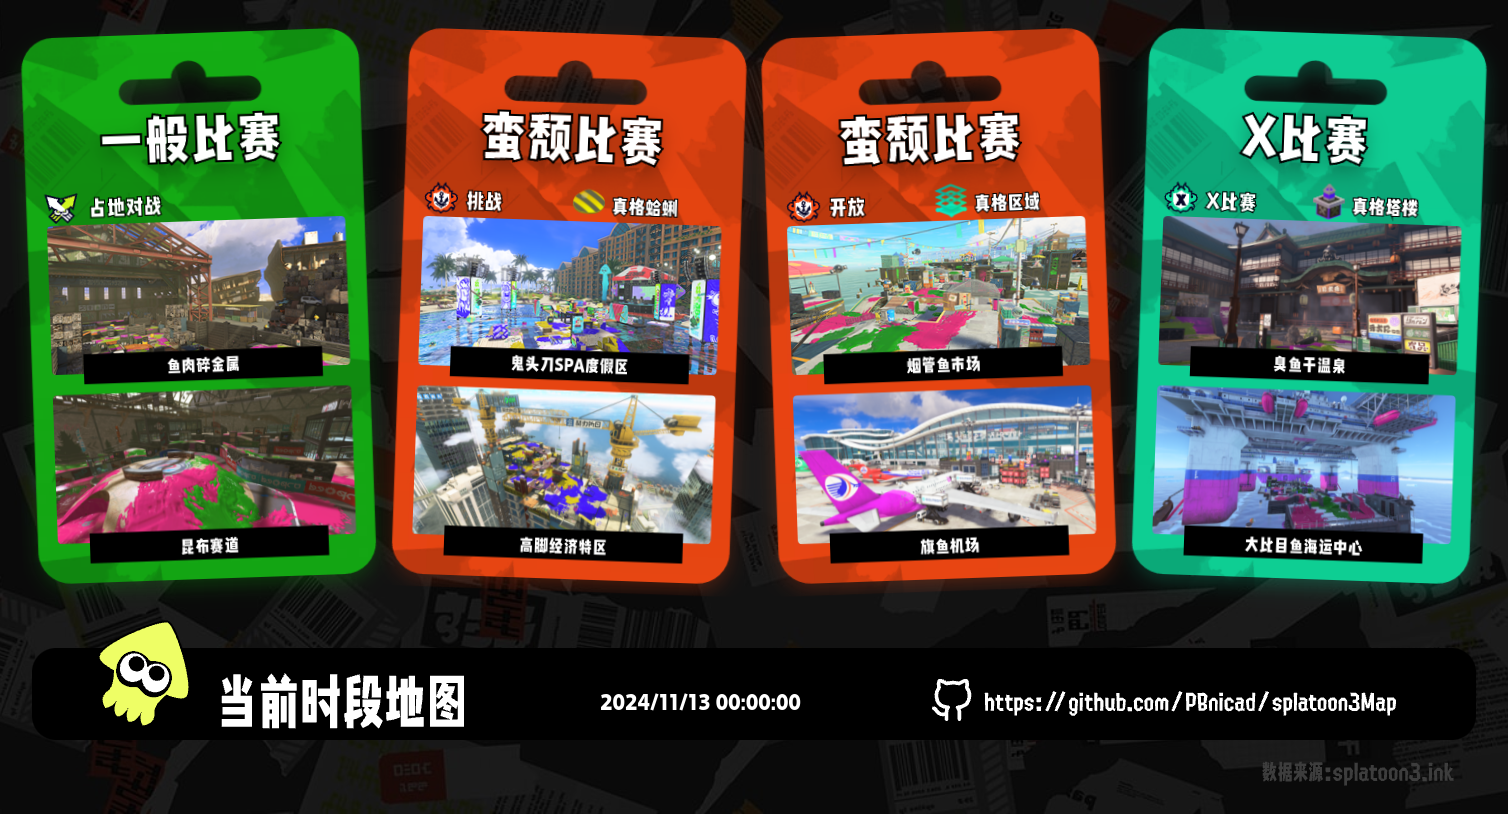 一般比赛
占地对战
鱼肉碎金属
昆布赛道
蛮颓比赛
挑战
真格蛤蜊
鬼头刀SPA度假区
高脚经济特区
蛮颓比赛
开放
真格区域
烟管鱼市场
旗鱼机场
X比赛
X比赛
真格塔楼
臭鱼干温泉
大比目鱼海运中心
当前时段地图
2024/11/13 00:00:00
https://github.com/PBnicad/splatoon3Map
数据来源:splatoon3.ink